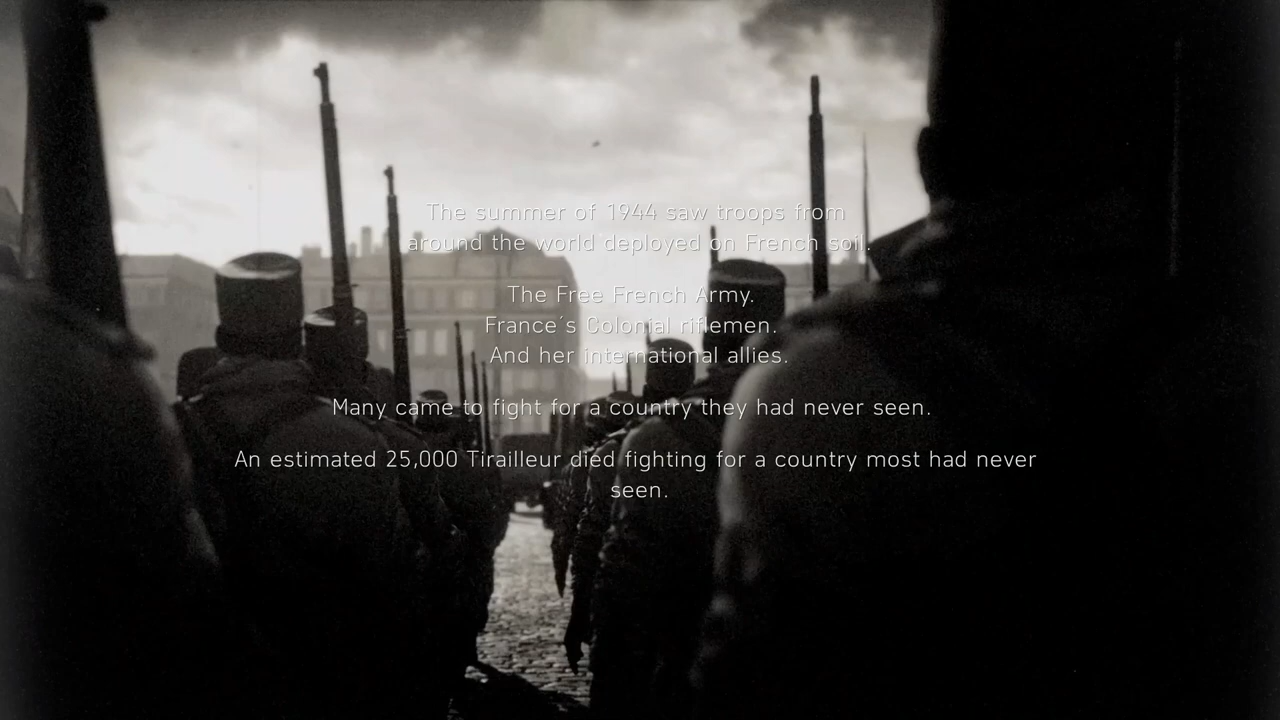 The summer of 1944 saw troops from
around the world deployed on French soil.
The Free French Army.
France´s Colonial riflemen.
And her international allies.
Many came to fight for a country they had never seen.
An estimated 25,000 Tirailleur died fighting for a country most had never
seen.